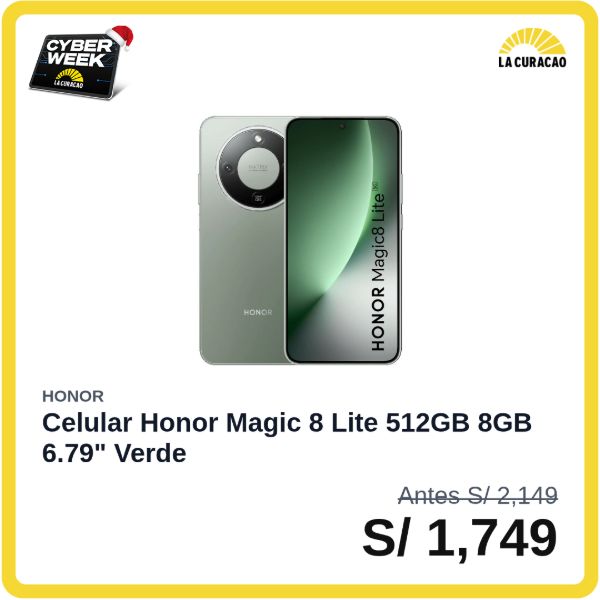 CYBER
WEEK
LA CURACAO
LA CURACAO
HONOR
HONOR Magic8 Lite 5G
HONOR
Celular Honor Magic 8 Lite 512GB 8GB
6.79" Verde
Antes S/ 2,149
S/ 1,749